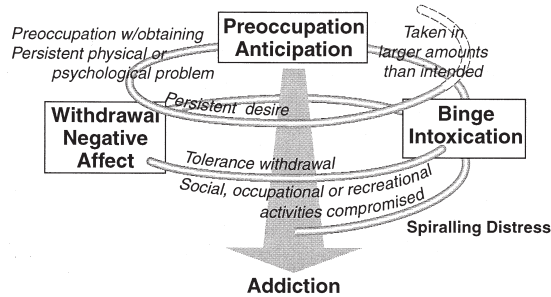 Preoccupation
Anticipation
Preoccupation w/obtaining
Persistent physical or
psychological problem
Taken in
larger amounts
than intended
Persistent desire
Withdrawal
Negative
Affect
Binge
Intoxication
Tolerance withdrawal
Social, occupational or recreational
activities compromised
Spiralling Distress
Addiction